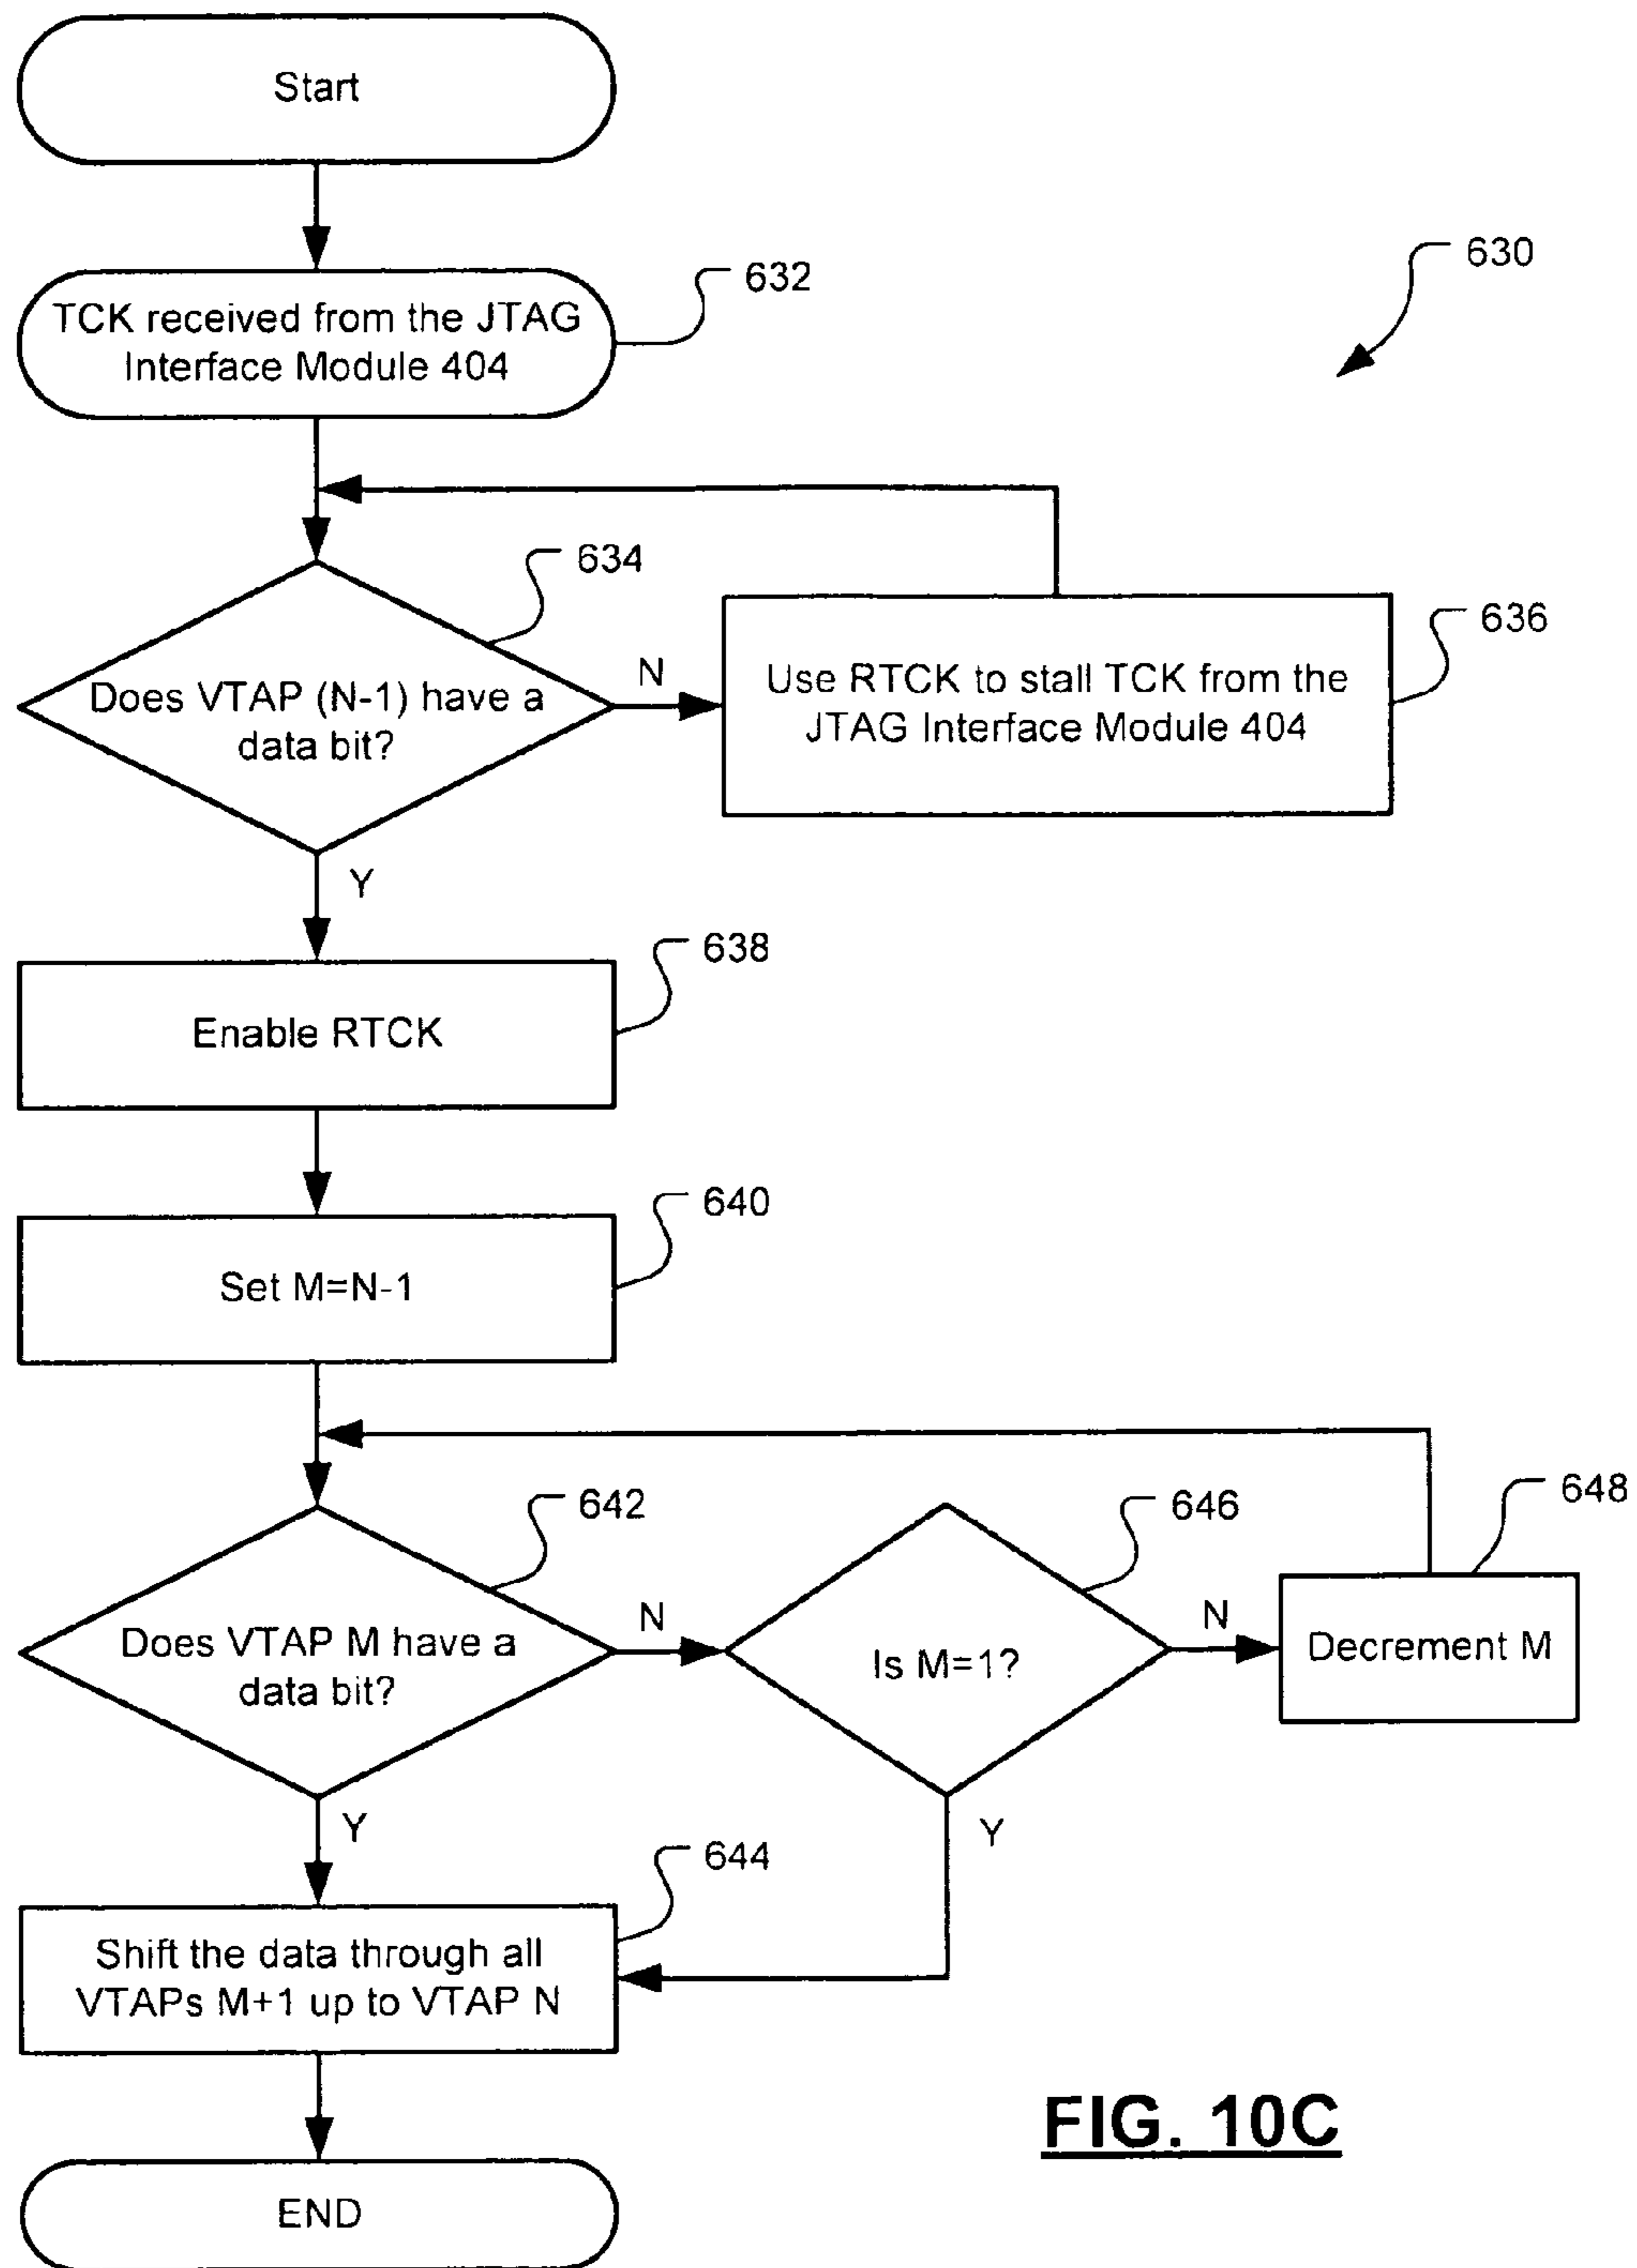 Start
TCK received from the JTAG
Interface Module 404
632
630
634
Does VTAP (N-1) have a
data bit?
N
Use RTCK to stall TCK from the
JTAG Interface Module 404
636
Y
638
Enable RTCK
640
Set M=N-1
642
Does VTAP M have a
data bit?
N
646
Is M=1?
N
648
Decrement M
Y
Y
644
Shift the data through all
VTAPs M+1 up to VTAP N
END
FIG. 10C